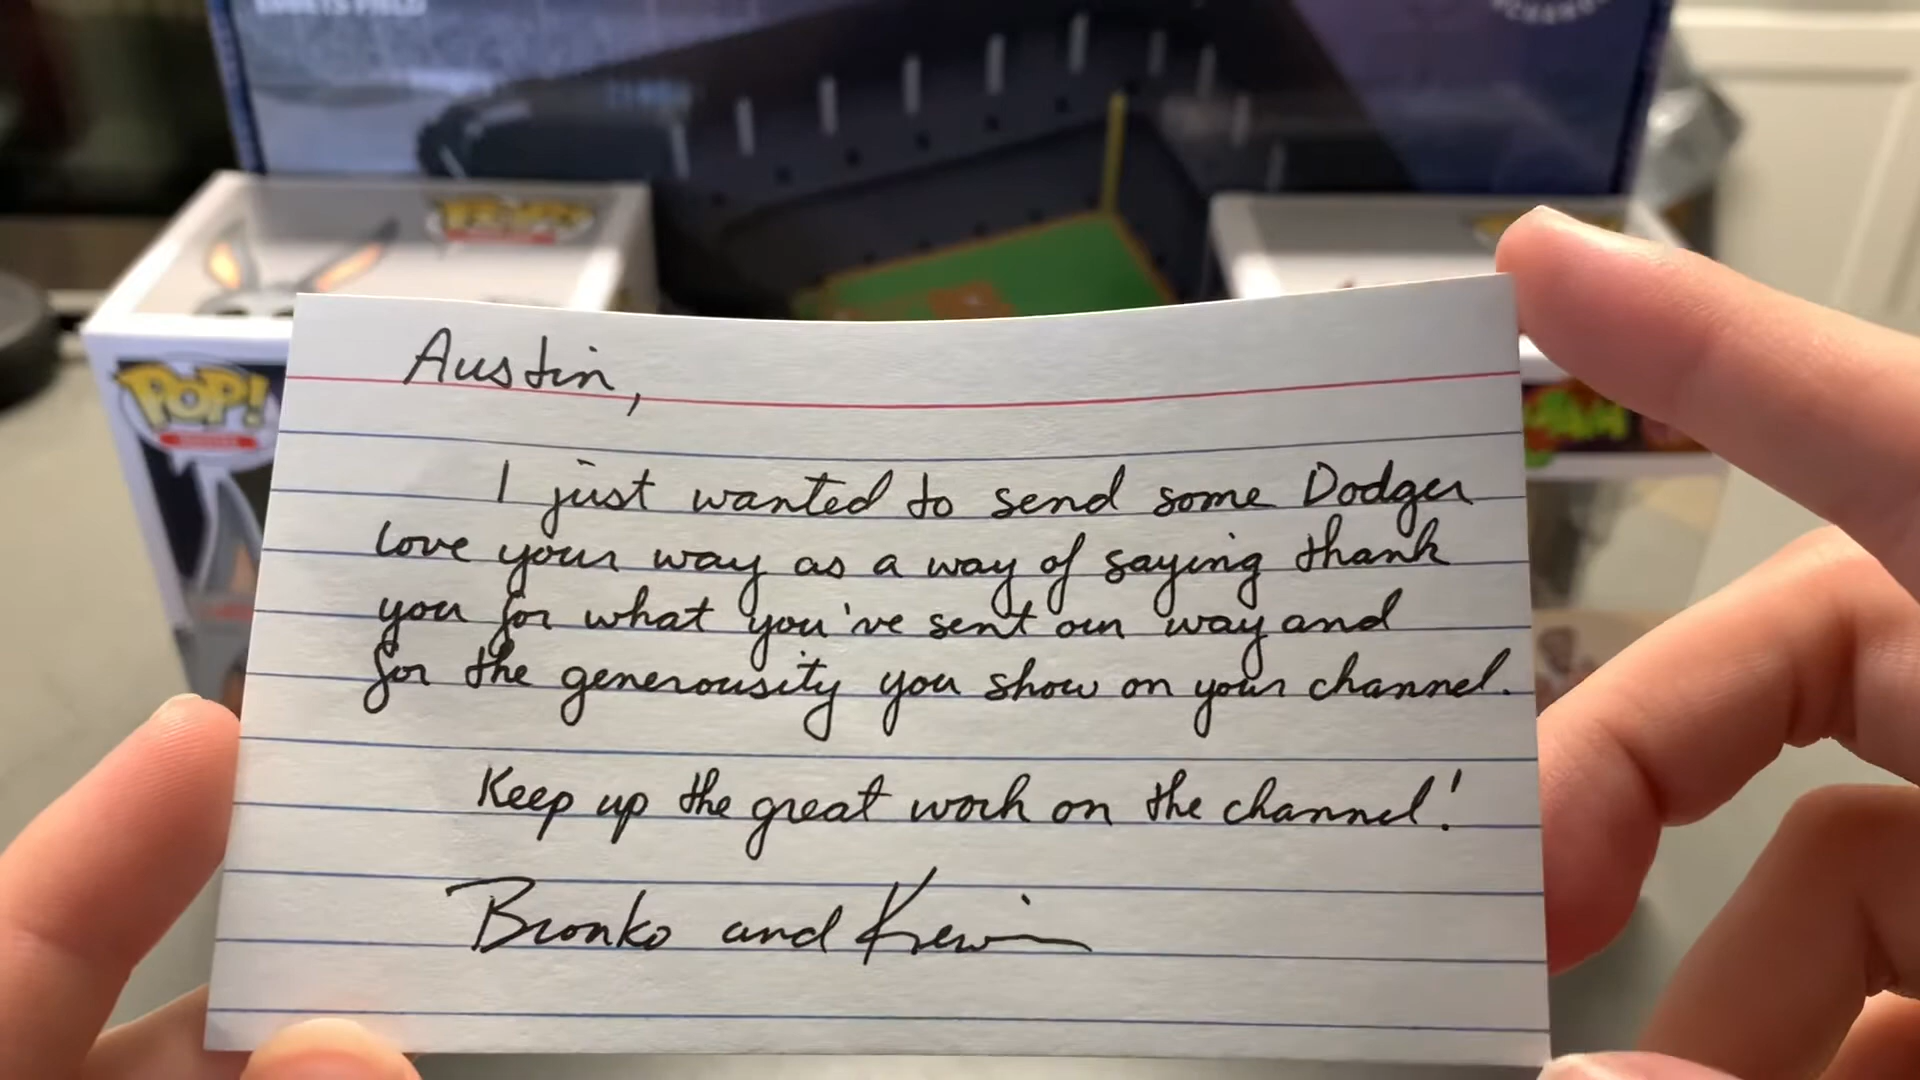 POP!
POP!
Austin,
I just wanted to send some Dodger
love your way as a way of saying thank
you for what you've sent our way and
for the generousity you show on your channel.
Keep up the great work on the channel!
Bronko and Kevin